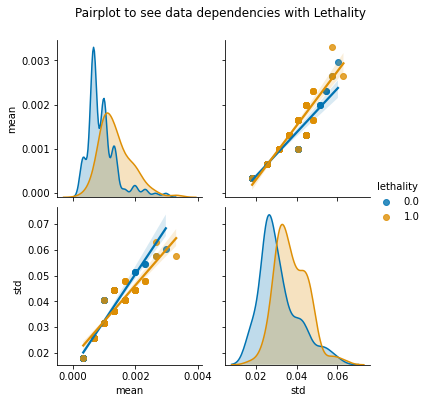 Pairplot to see data dependencies with Lethality
0.003
0.002
0.001
0.000
mean
lethality
0.0
1.0
0.07
0.06
0.05
0.04
0.03
0.02
std
0.000 0.002 0.004
mean
0.02 0.04 0.06
std